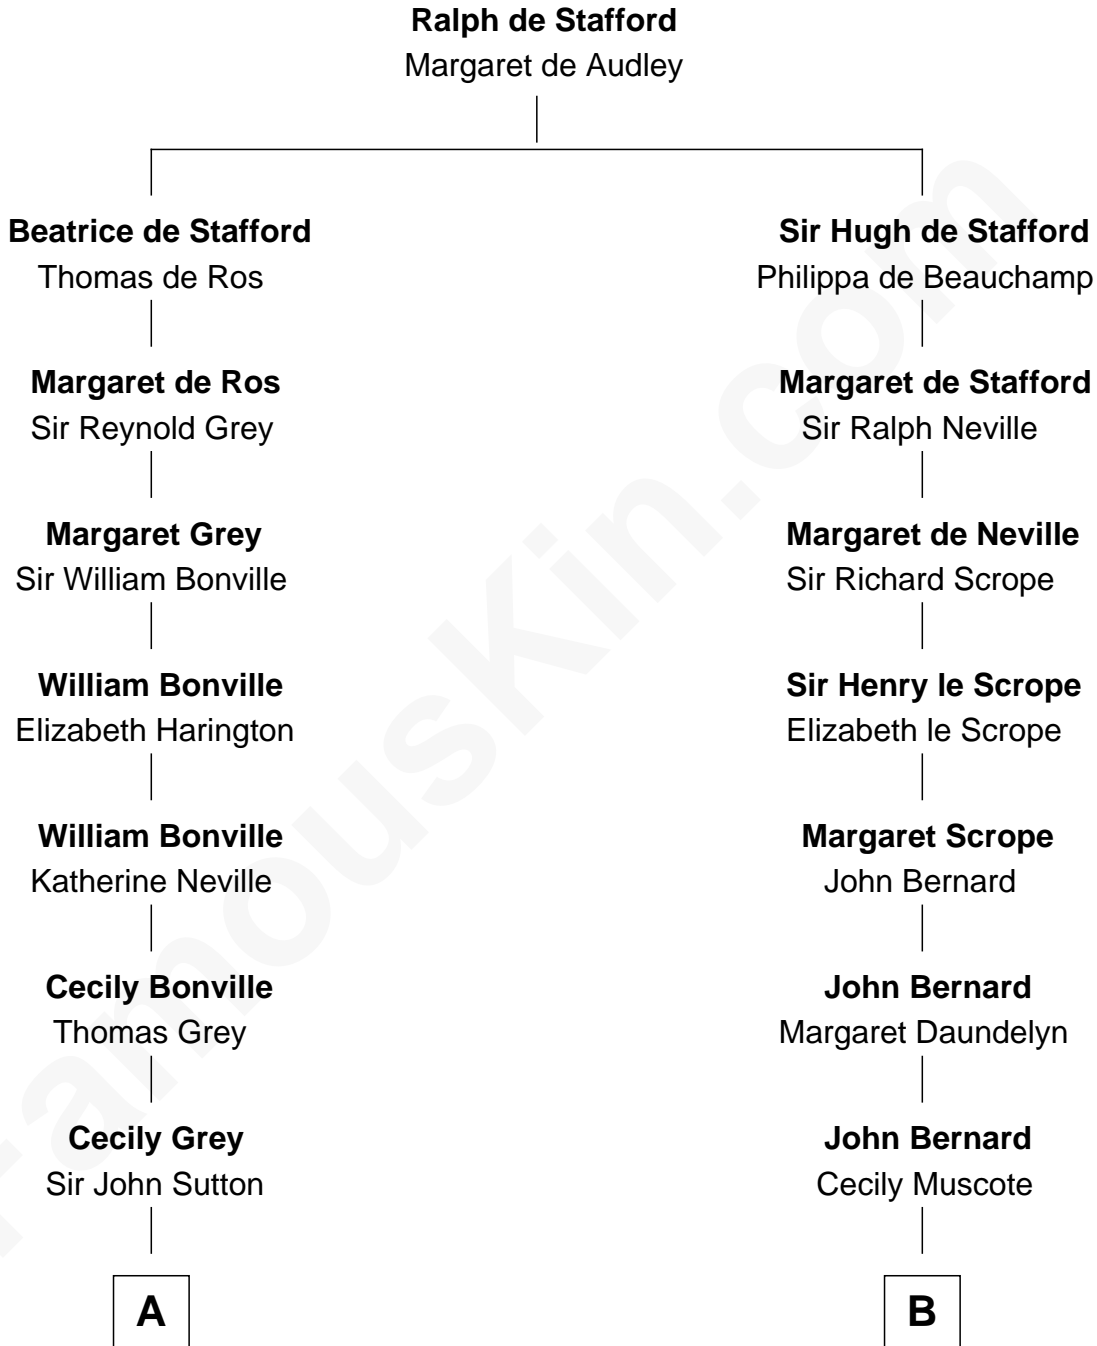 Ralph de Stafford
Margaret de Audley
Beatrice de Stafford
Thomas de Ros
Margaret de Ros
Sir Reynold Grey
Margaret Grey
Sir William Bonville
William Bonville
Elizabeth Harington
William Bonville
Katherine Neville
Cecily Bonville
Thomas Grey
Cecily Grey
Sir John Sutton
A
Sir Hugh de Stafford
Philippa de Beauchamp
Margaret de Stafford
Sir Ralph Neville
Margaret de Neville
Sir Richard Scrope
Sir Henry le Scrope
Elizabeth le Scrope
Margaret Scrope
John Bernard
John Bernard
Margaret Daundelyn
John Bernard
Cecily Muscote
B
FamousKin.com